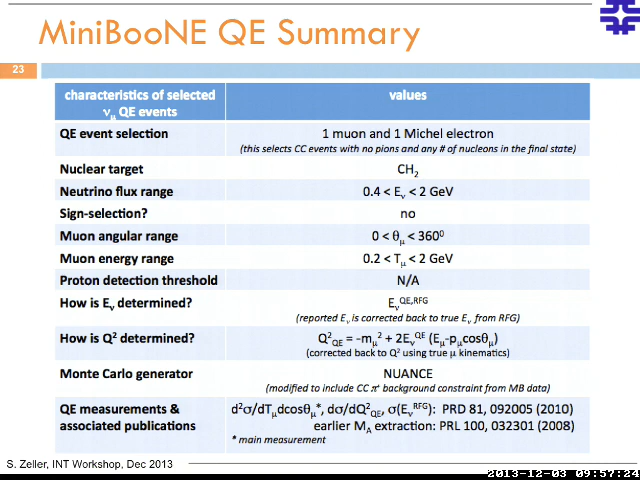 MiniBooNE QE Summary
23
characteristics of selected νμ QE events
values
QE event selection
1 muon and 1 Michel electron
(this selects CC events with no pions and any # of nucleons in the final state)
Nuclear target
CH₂
Neutrino flux range
0.4 < Eν < 2 GeV
Sign-selection?
no
Muon angular range
0 < θμ < 360⁰
Muon energy range
0.2 < Tμ < 2 GeV
Proton detection threshold
N/A
How is Eν determined?
Eν^QE,RFG
(reported Eν is corrected back to true Eν from RFG)
How is Q² determined?
Q²QE = -mμ² + 2Eν^QE (Eμ-pμcosθμ)
(corrected back to Q² using true μ kinematics)
Monte Carlo generator
NUANCE
(modified to include CC π⁺ background constraint from MB data)
QE measurements &
associated publications
d²σ/dTμdcosθμ*, dσ/dQ²QE, σ(Eν^RFG): PRD 81, 092005 (2010)
earlier MA extraction: PRL 100, 032301 (2008)
* main measurement
S. Zeller, INT Workshop, Dec 2013
2013-12-03 09:57:24